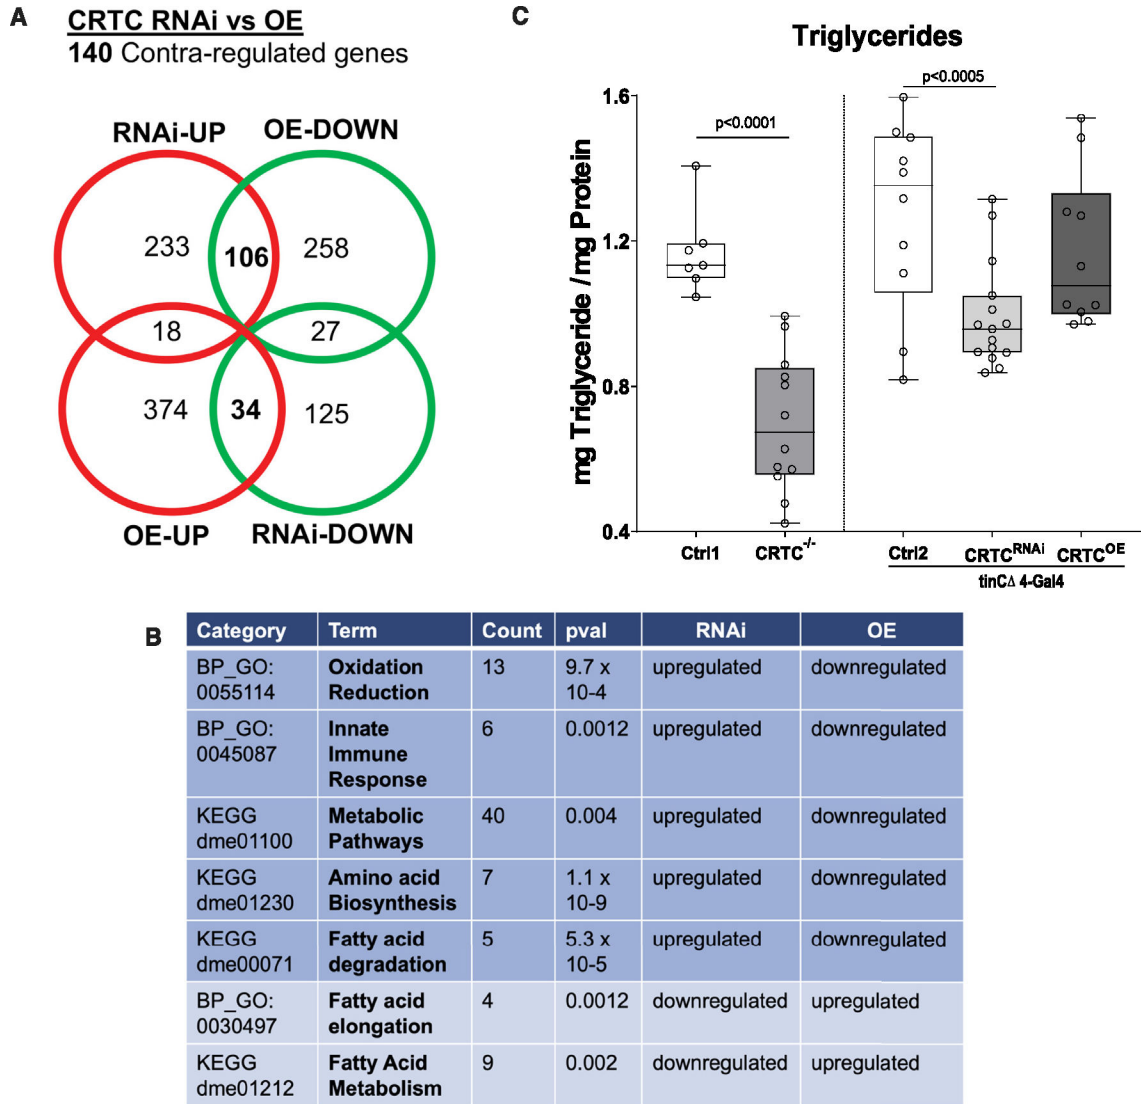 A
CRTC RNAi vs OE
140 Contra-regulated genes
RNAi-UP
OE-DOWN
233
106
258
18
27
374
34
125
OE-UP
RNAi-DOWN
C
Triglycerides
p<0.0001
p<0.0005
mg Triglyceride / mg Protein
1.6
1.2
0.8
0.4
Ctrl1
CRTC-/-
Ctrl2
CRTCRNAi
CRTCOE
tinCΔ 4-Gal4
B
Category Term Count pval RNAi OE
BP_GO: Oxidation 13 9.7 x upregulated downregulated
0055114 Reduction 10-4
BP_GO: Innate 6 0.0012 upregulated downregulated
0045087 Immune
Response
KEGG Metabolic 40 0.004 upregulated downregulated
dme01100 Pathways
KEGG Amino acid 7 1.1 x upregulated downregulated
dme01230 Biosynthesis 10-9
KEGG Fatty acid 5 5.3 x upregulated downregulated
dme00071 degradation 10-5
BP_GO: Fatty acid 4 0.0012 downregulated upregulated
0030497 elongation
KEGG Fatty Acid 9 0.002 downregulated upregulated
dme01212 Metabolism